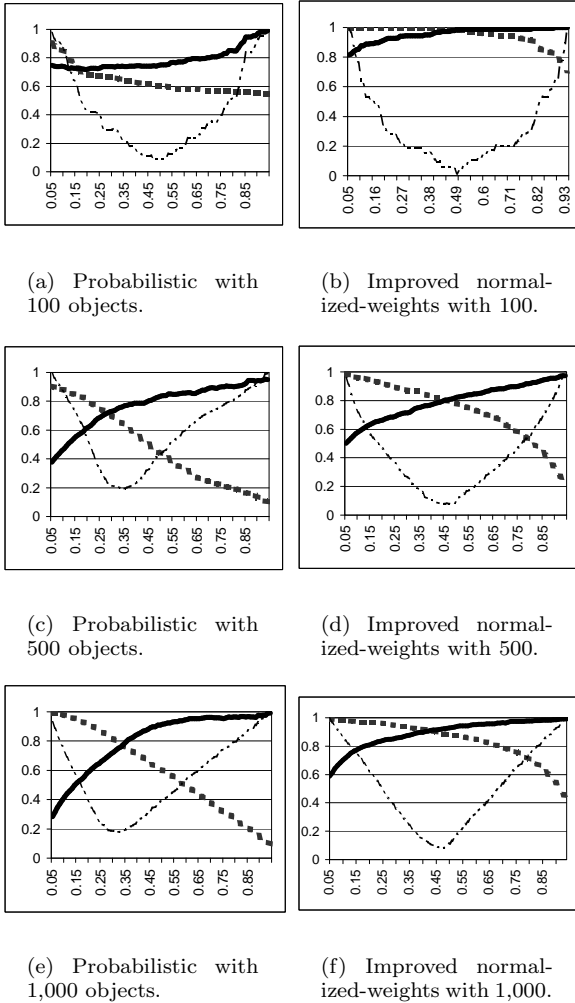 1
0.8
0.6
0.4
0.2
0
0.05 0.15 0.25 0.35 0.45 0.55 0.65 0.75 0.85
1
0.8
0.6
0.4
0.2
0
0.05 0.16 0.27 0.38 0.49 0.6 0.71 0.82 0.93
(a) Probabilistic with
100 objects.
(b) Improved normal-
ized-weights with 100.
1
0.8
0.6
0.4
0.2
0
0.05 0.15 0.25 0.35 0.45 0.55 0.65 0.75 0.85
1
0.8
0.6
0.4
0.2
0
0.05 0.15 0.25 0.35 0.45 0.55 0.65 0.75 0.85
(c) Probabilistic with
500 objects.
(d) Improved normal-
ized-weights with 500.
1
0.8
0.6
0.4
0.2
0
0.05 0.15 0.25 0.35 0.45 0.55 0.65 0.75 0.85
1
0.8
0.6
0.4
0.2
0
0.05 0.15 0.25 0.35 0.45 0.55 0.65 0.75 0.85
(e) Probabilistic with
1,000 objects.
(f) Improved normal-
ized-weights with 1,000.